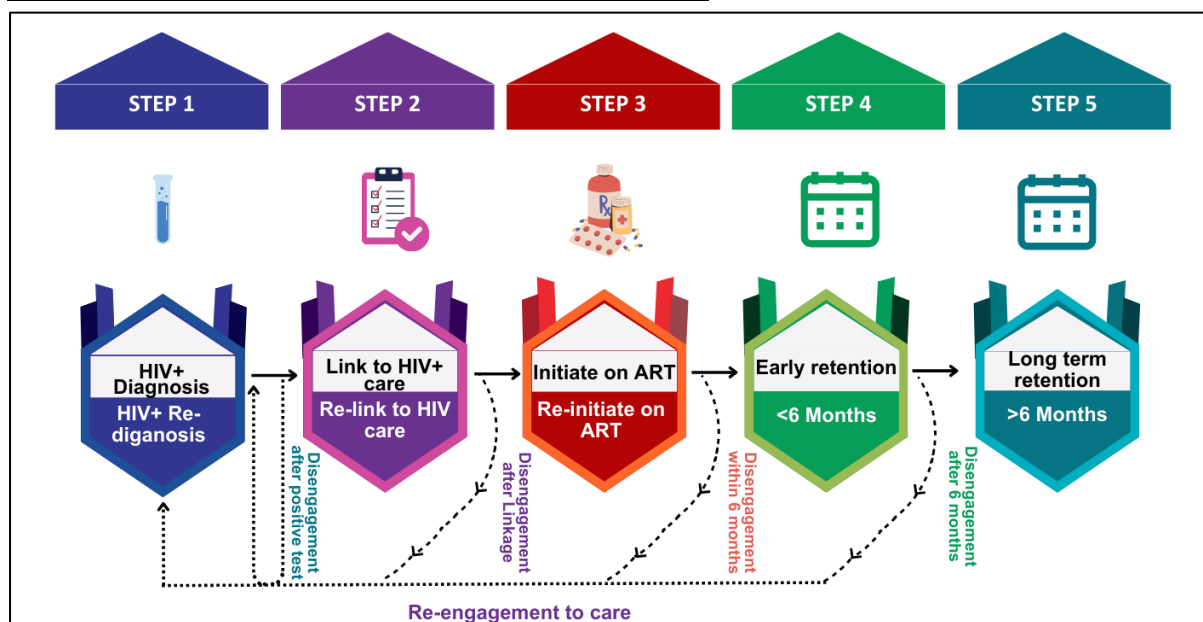 STEP 1
STEP 2
STEP 3
STEP 4
STEP 5
Rx
HIV+
Diagnosis
HIV+ Re-
diganosis
Link to HIV+
care
Re-link to HIV
care
Initiate on ART
Re-initiate on
ART
Early retention
<6 Months
Long term
retention
>6 Months
Disengagement
after positive test
Disengagement
after Linkage
Disengagement
within 6 months
Disengagement
after 6 months
Re-engagement to care